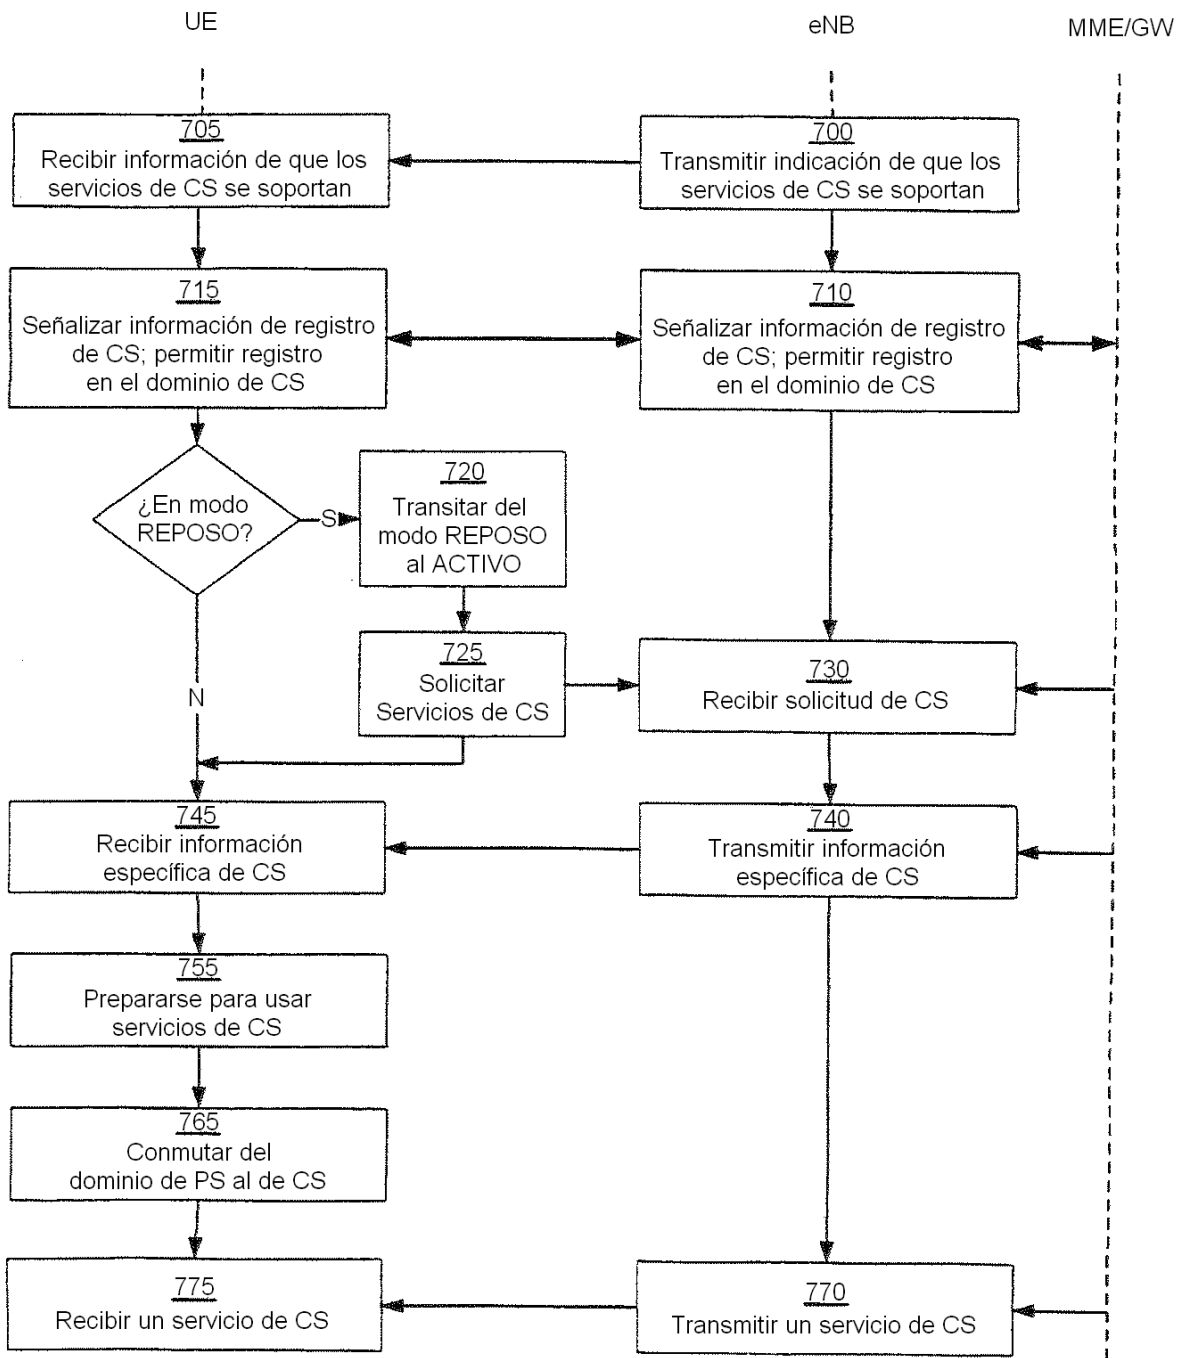 UE
eNB
MME/GW
705
Recibir información de que los
servicios de CS se soportan
700
Transmitir indicación de que los
servicios de CS se soportan
715
Señalizar información de registro
de CS; permitir registro
en el dominio de CS
710
Señalizar información de registro
de CS; permitir registro
en el dominio de CS
¿En modo
REPOSO?
S
720
Transitar del
modo REPOSO
al ACTIVO
N
725
Solicitar
Servicios de CS
730
Recibir solicitud de CS
745
Recibir información
específica de CS
740
Transmitir información
específica de CS
755
Prepararse para usar
servicios de CS
765
Conmutar del
dominio de PS al de CS
775
Recibir un servicio de CS
770
Transmitir un servicio de CS